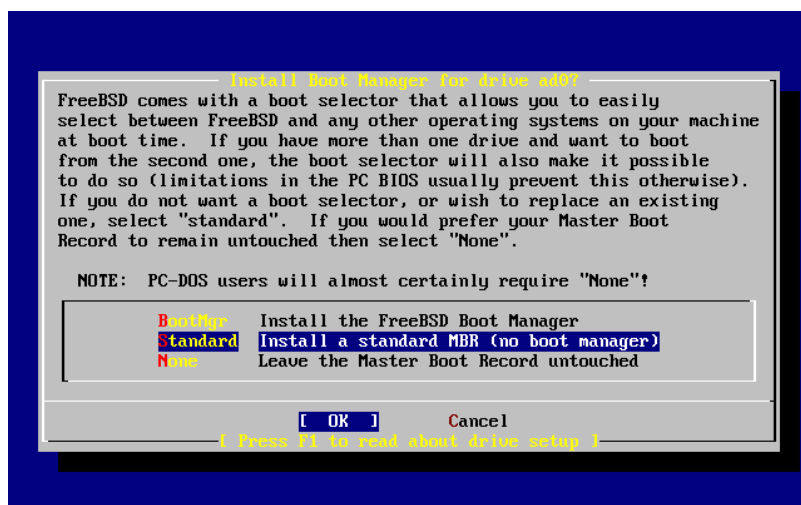 Install Boot Manager for drive ad0?
FreeBSD comes with a boot selector that allows you to easily
select between FreeBSD and any other operating systems on your machine
at boot time.  If you have more than one drive and want to boot
from the second one, the boot selector will also make it possible
to do so (limitations in the PC BIOS usually prevent this otherwise).
If you do not want a boot selector, or wish to replace an existing
one, select "standard".  If you would prefer your Master Boot
Record to remain untouched then select "None".
NOTE:  PC-DOS users will almost certainly require "None"!
BootMgr   Install the FreeBSD Boot Manager
Standard  Install a standard MBR (no boot manager)
None      Leave the Master Boot Record untouched
[  OK  ]       Cancel
[ Press F1 to read about drive setup ]